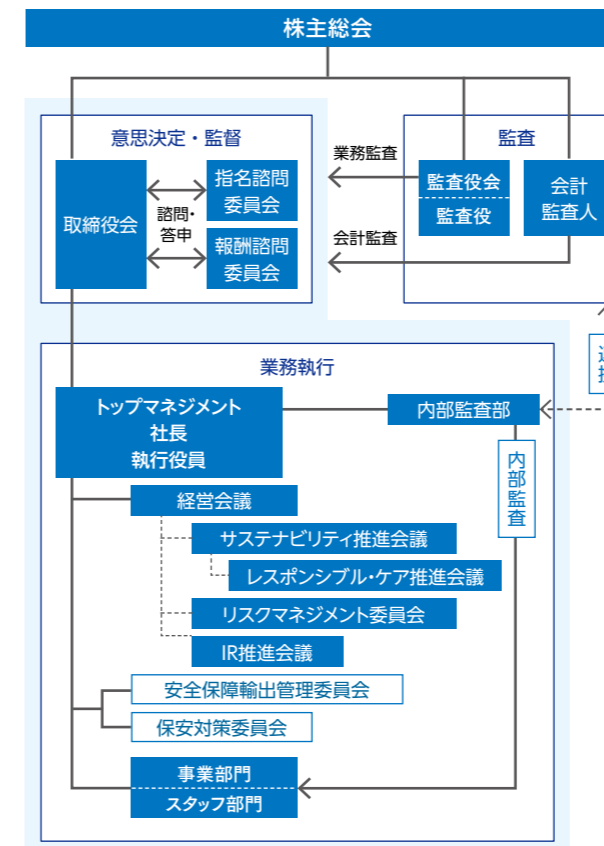 株主総会
意思決定・監督
取締役会
諮問・
答申
指名諮問
委員会
報酬諮問
委員会
業務監査
会計監査
監査
監査役会
監査役
会計
監査人
業務執行
トップマネジメント
社長
執行役員
内部監査部
内部監査
経営会議
サステナビリティ推進会議
レスポンシブル・ケア推進会議
リスクマネジメント委員会
IR推進会議
安全保障輸出管理委員会
保安対策委員会
事業部門
スタッフ部門